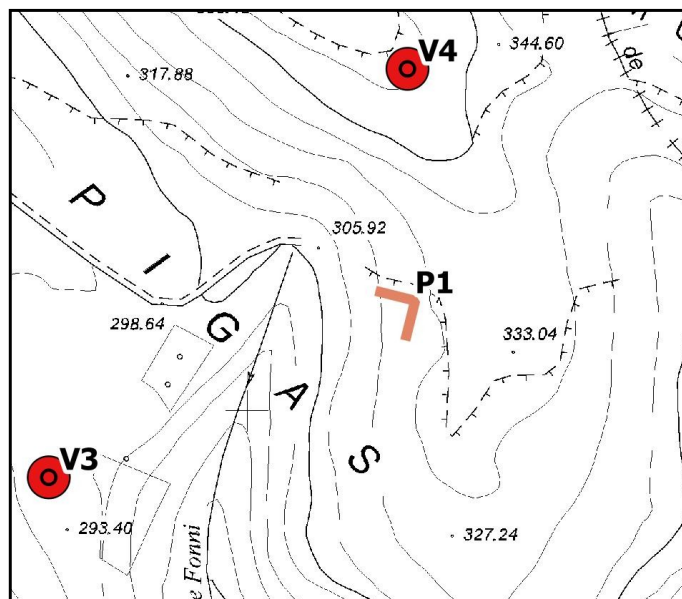 V4
344.60
317.88
de
P I G A S
305.92
P1
298.64
333.04
V3
293.40
327.24
e Fonni